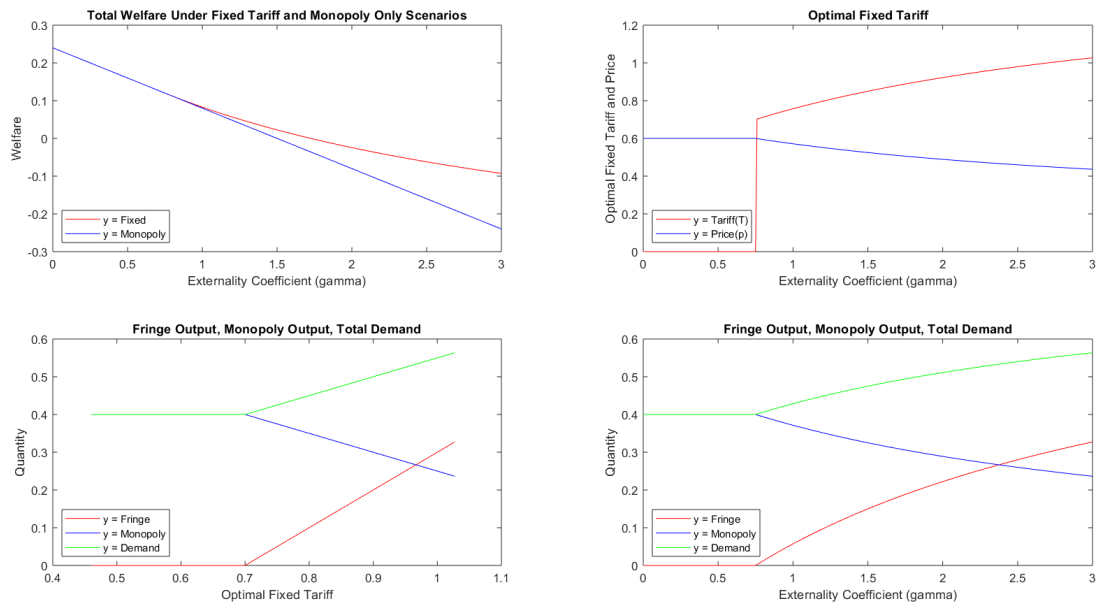 Total Welfare Under Fixed Tariff and Monopoly Only Scenarios
0.3
0.2
0.1
0
-0.1
-0.2
-0.3
Welfare
y = Fixed
y = Monopoly
0
0.5
1
1.5
2
2.5
3
Externality Coefficient (gamma)
Optimal Fixed Tariff
1.2
1
0.8
0.6
0.4
0.2
0
Optimal Fixed Tariff and Price
y = Tariff(T)
y = Price(p)
0
0.5
1
1.5
2
2.5
3
Externality Coefficient (gamma)
Fringe Output, Monopoly Output, Total Demand
0.6
0.5
0.4
0.3
0.2
0.1
0
Quantity
y = Fringe
y = Monopoly
y = Demand
0.4
0.5
0.6
0.7
0.8
0.9
1
1.1
Optimal Fixed Tariff
Fringe Output, Monopoly Output, Total Demand
0.6
0.5
0.4
0.3
0.2
0.1
0
Quantity
y = Fringe
y = Monopoly
y = Demand
0
0.5
1
1.5
2
2.5
3
Externality Coefficient (gamma)